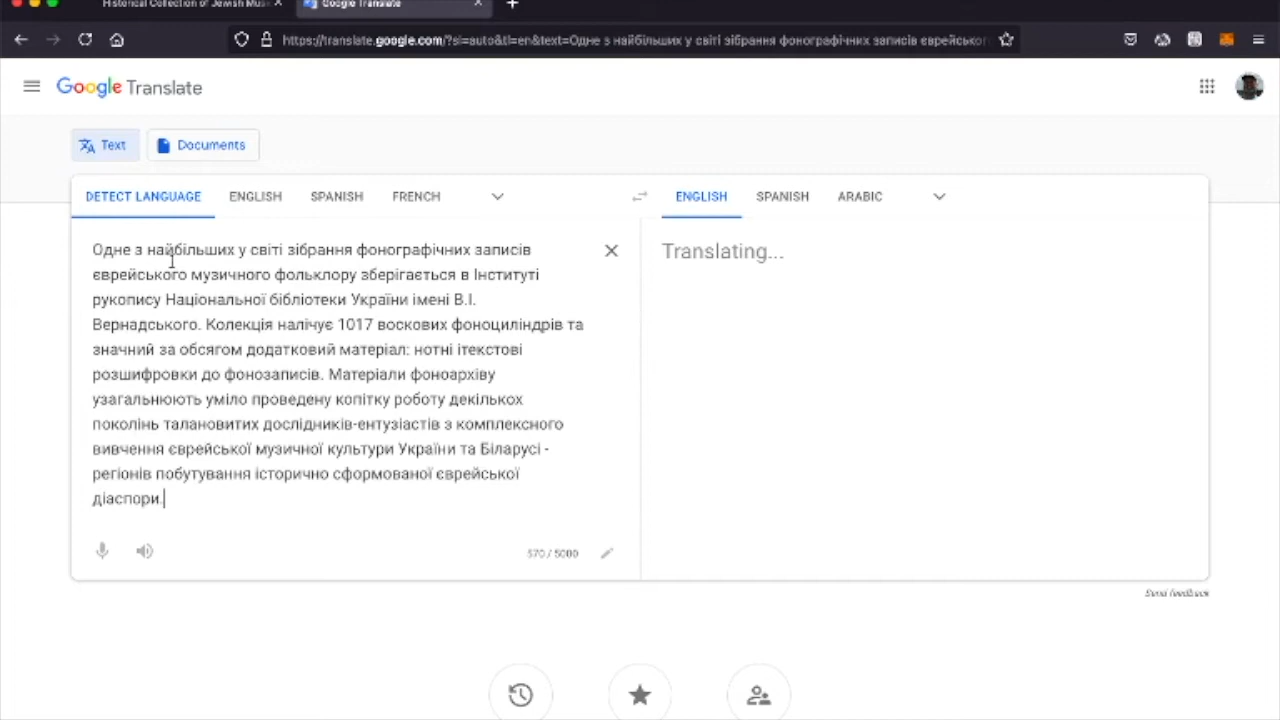 Historical Collection of Jewish Mus
Google Translate
https://translate.google.com/?sl=auto&tl=en&text=Одне з найбільших у світі зібрання фонографічних записів єврейськог
Google Translate
Text
Documents
DETECT LANGUAGE ENGLISH SPANISH FRENCH
ENGLISH SPANISH ARABIC
Одне з найбільших у світі зібрання фонографічних записів
єврейського музичного фольклору зберігається в Інституті
рукопису Національної бібліотеки України імені В.І.
Вернадського. Колекція налічує 1017 воскових фоноциліндрів та
значний за обсягом додатковий матеріал: нотні ітекстові
розшифровки до фонозаписів. Матеріали фоноархіву
узагальнюють уміло проведену копітку роботу декількох
поколінь талановитих дослідників-ентузіастів з комплексного
вивчення єврейської музичної культури України та Біларусі -
регіонів побутування історично сформованої єврейської
діаспори.
Translating...
570 / 5000
Send feedback